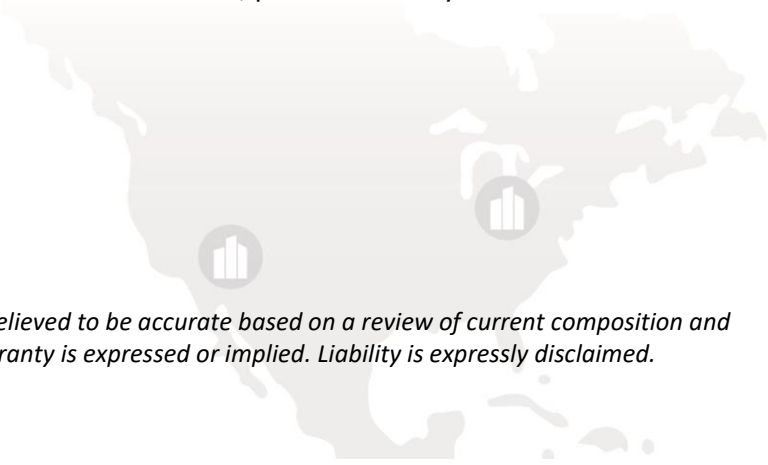 elieved to be accurate based on a review of current composition and
ranty is expressed or implied. Liability is expressly disclaimed.